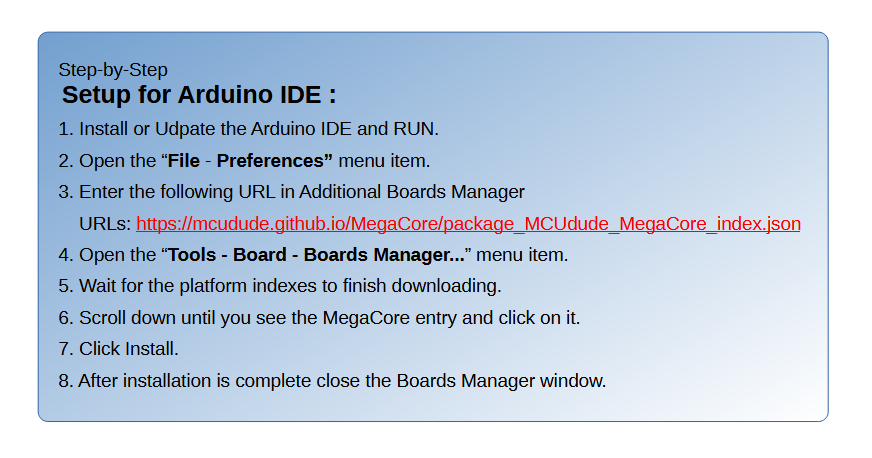 Step-by-Step
Setup for Arduino IDE :
1. Install or Udpate the Arduino IDE and RUN.
2. Open the “File - Preferences” menu item.
3. Enter the following URL in Additional Boards Manager
URLs: https://mcudude.github.io/MegaCore/package_MCUdude_MegaCore_index.json
4. Open the “Tools - Board - Boards Manager...” menu item.
5. Wait for the platform indexes to finish downloading.
6. Scroll down until you see the MegaCore entry and click on it.
7. Click Install.
8. After installation is complete close the Boards Manager window.